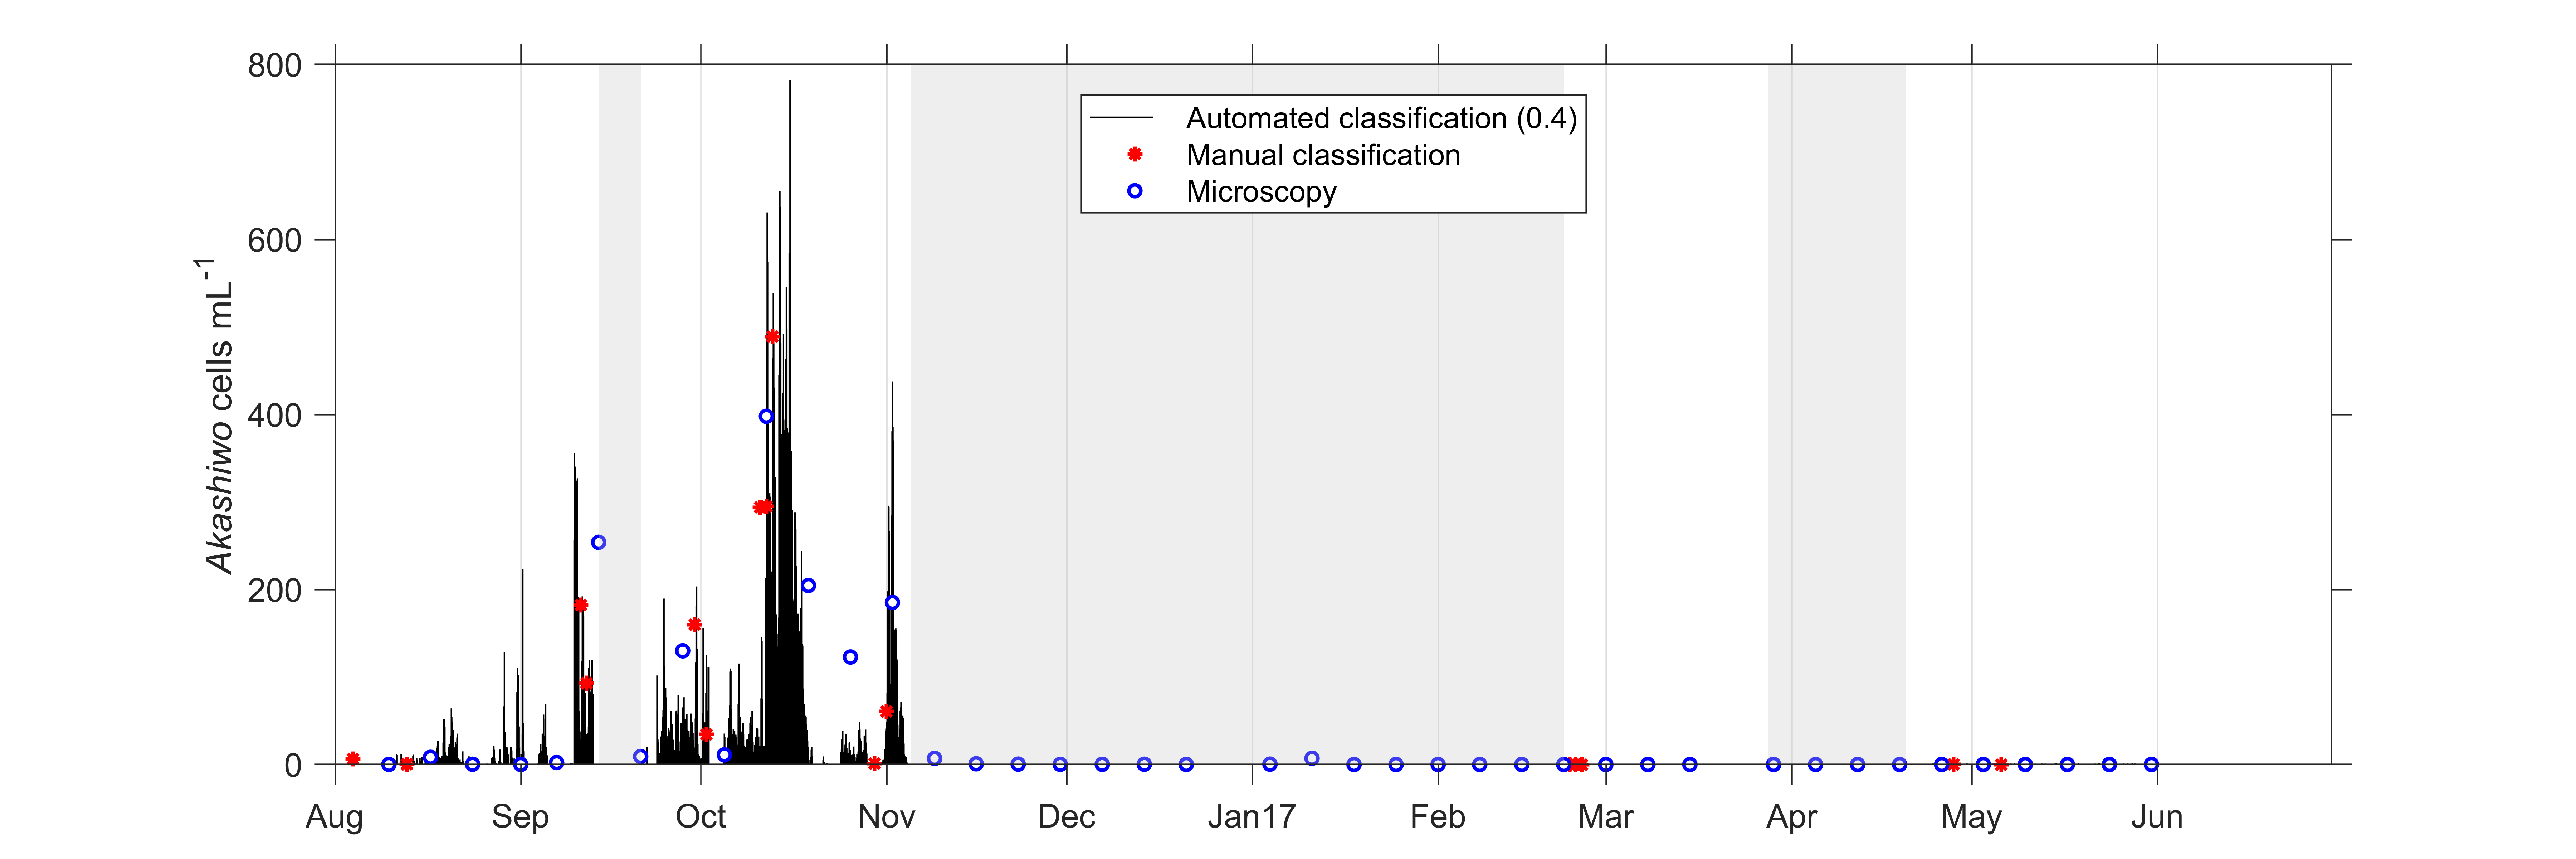 800
600
400
200
0
Akashiwo cells mL-1
Automated classification (0.4)
Manual classification
Microscopy
Aug Sep Oct Nov Dec Jan17 Feb Mar Apr May Jun